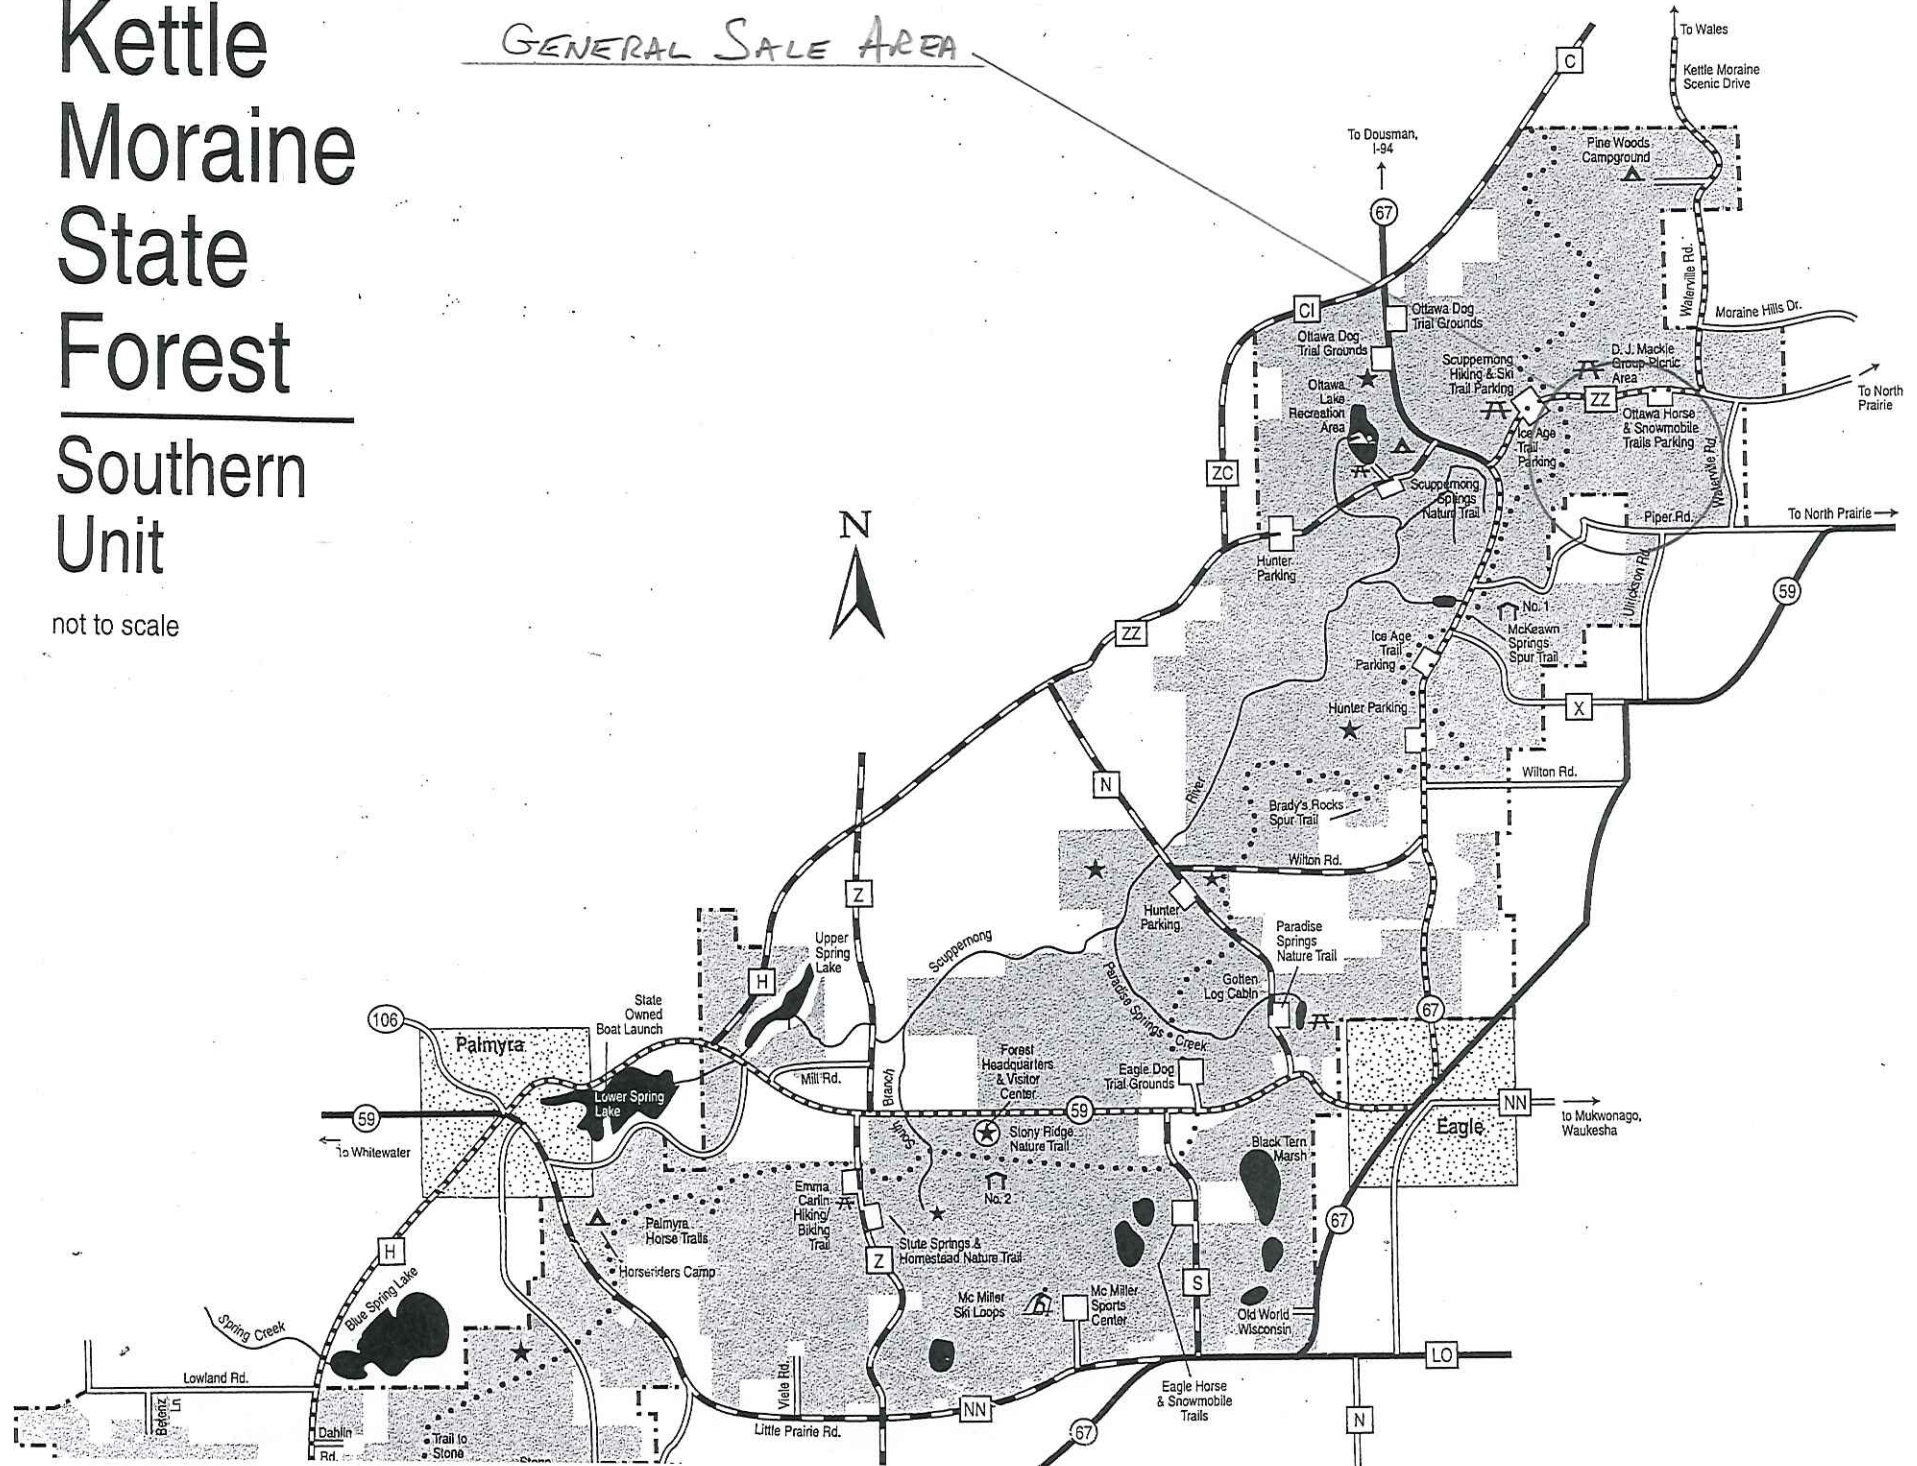 Kettle
Moraine
State
Forest
Southern
Unit
not to scale
GENERAL SALE AREA
N
C
To Wales
Kettle Moraine
Scenic Drive
To Dousman,
I-94
67
Pine Woods
Campground
Waterville Rd.
Moraine Hills Dr.
CI
Ottawa Dog
Trial Grounds
Ottawa Dog
Trial Grounds
Scuppernong
Hiking & Ski
Trail Parking
D. J. Mackie
Group Picnic
Area
To North
Prairie
Ottawa
Lake
Recreation
Area
ZZ
Ottawa Horse
& Snowmobile
Trails Parking
Ice Age
Trail
Parking
Waterville Rd.
ZC
Scuppernong
Springs
Nature Trail
Piper Rd.
To North Prairie
Hunter
Parking
Ullrickson Rd.
59
No. 1
McKeawn
Springs
Spur Trail
ZZ
Ice Age
Trail
Parking
X
Hunter Parking
Wilton Rd.
N
River
Brady's Rocks
Spur Trail
Wilton Rd.
Z
Hunter
Parking
Paradise
Springs
Nature Trail
Upper
Spring
Lake
Scuppernong
Gotten
Log Cabin
H
Paradise Springs
Creek
67
State
Owned
Boat Launch
106
Palmyra
Forest
Headquarters
& Visitor
Center
Eagle Dog
Trial Grounds
Mill Rd.
Branch
South
Lower Spring
Lake
59
59
NN
to Mukwonago,
Waukesha
Eagle
To Whitewater
Stony Ridge
Nature Trail
Black Tern
Marsh
No. 2
Emma
Carlin
Hiking/
Biking
Trail
67
Palmyra
Horse Trails
Stute Springs &
Homestead Nature Trail
Z
H
Horseriders Camp
S
Blue Spring Lake
Mc Miller
Ski Loops
Mc Miller
Sports
Center
Old World
Wisconsin
Spring Creek
LO
Lowland Rd.
Viele Rd.
Eagle Horse
& Snowmobile
Trails
NN
N
Little Prairie Rd.
67
Dahlin
Rd.
Trail to
Stone
Stone